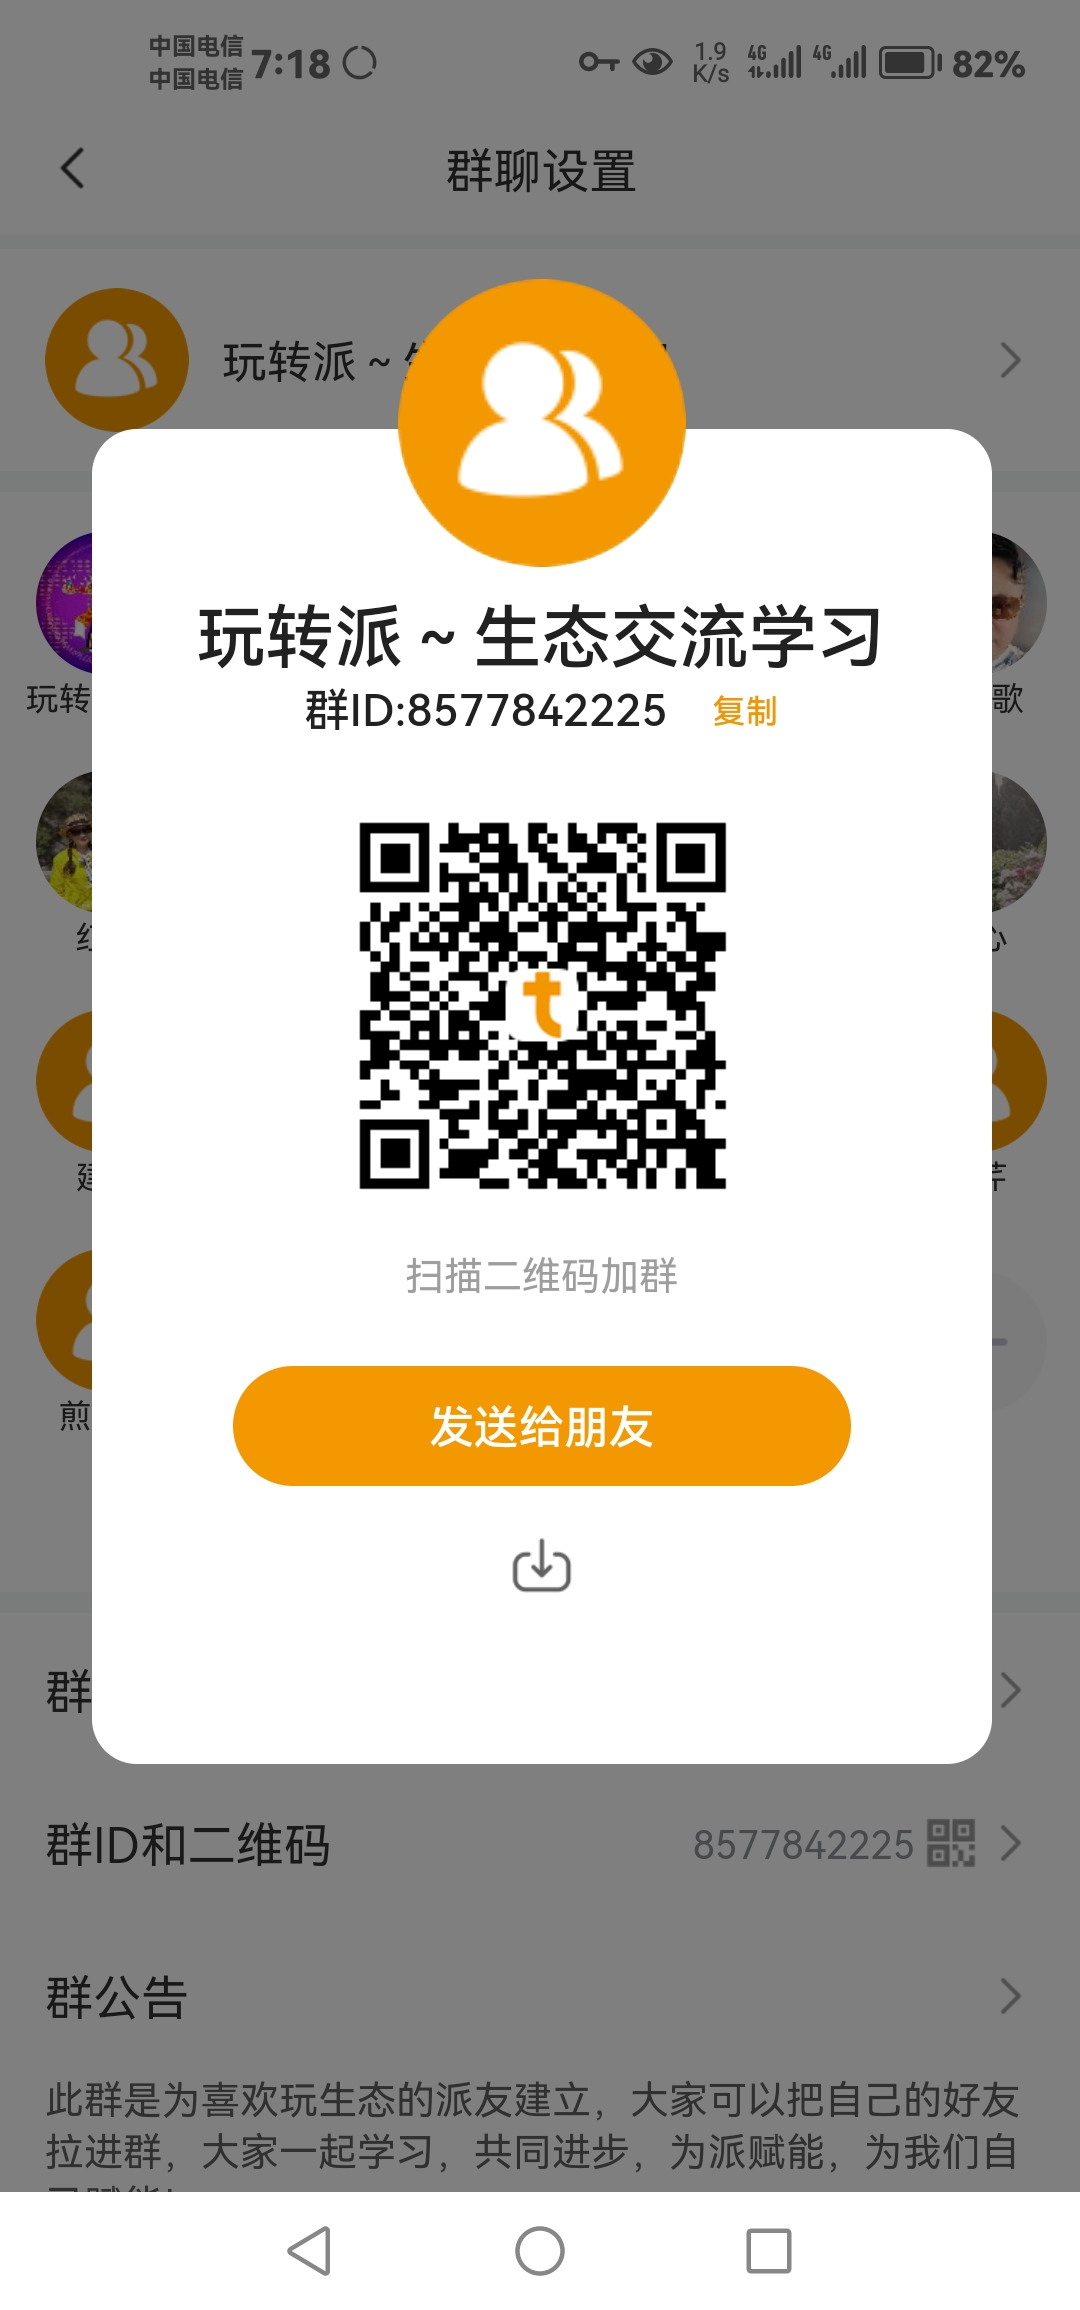 中国电信
中国电信
7:18
1.9
K/s
4G
4G
82%
群聊设置
玩转派 ~
玩转派 ~ 生态交流学习
群ID:8577842225 复制
玩转
歌
心
扫描二维码加群
煎
发送给朋友
群
群ID和二维码 8577842225
群公告
此群是为喜欢玩生态的派友建立，大家可以把自己的好友
拉进群，大家一起学习，共同进步，为派赋能，为我们自